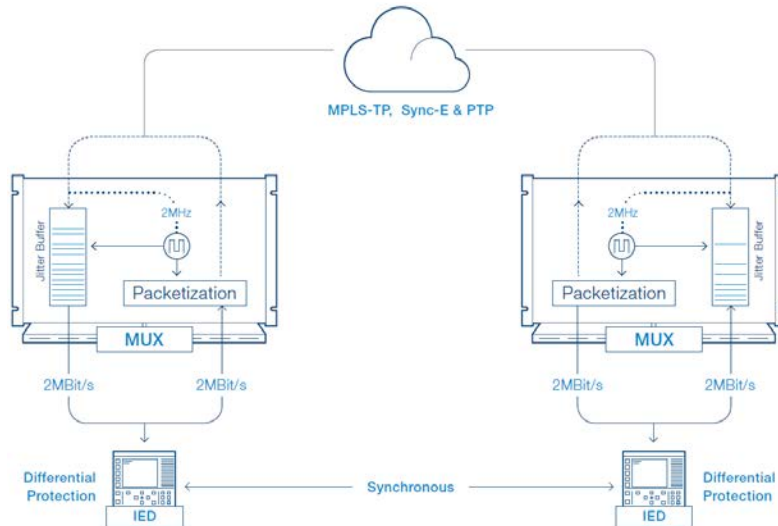 MPLS-TP, Sync-E & PTP
2MHz
Jitter Buffer
Packetization
MUX
2MBit/s
2MBit/s
Differential
Protection
IED
Synchronous
2MHz
Jitter Buffer
Packetization
MUX
2MBit/s
2MBit/s
IED
Differential
Protection